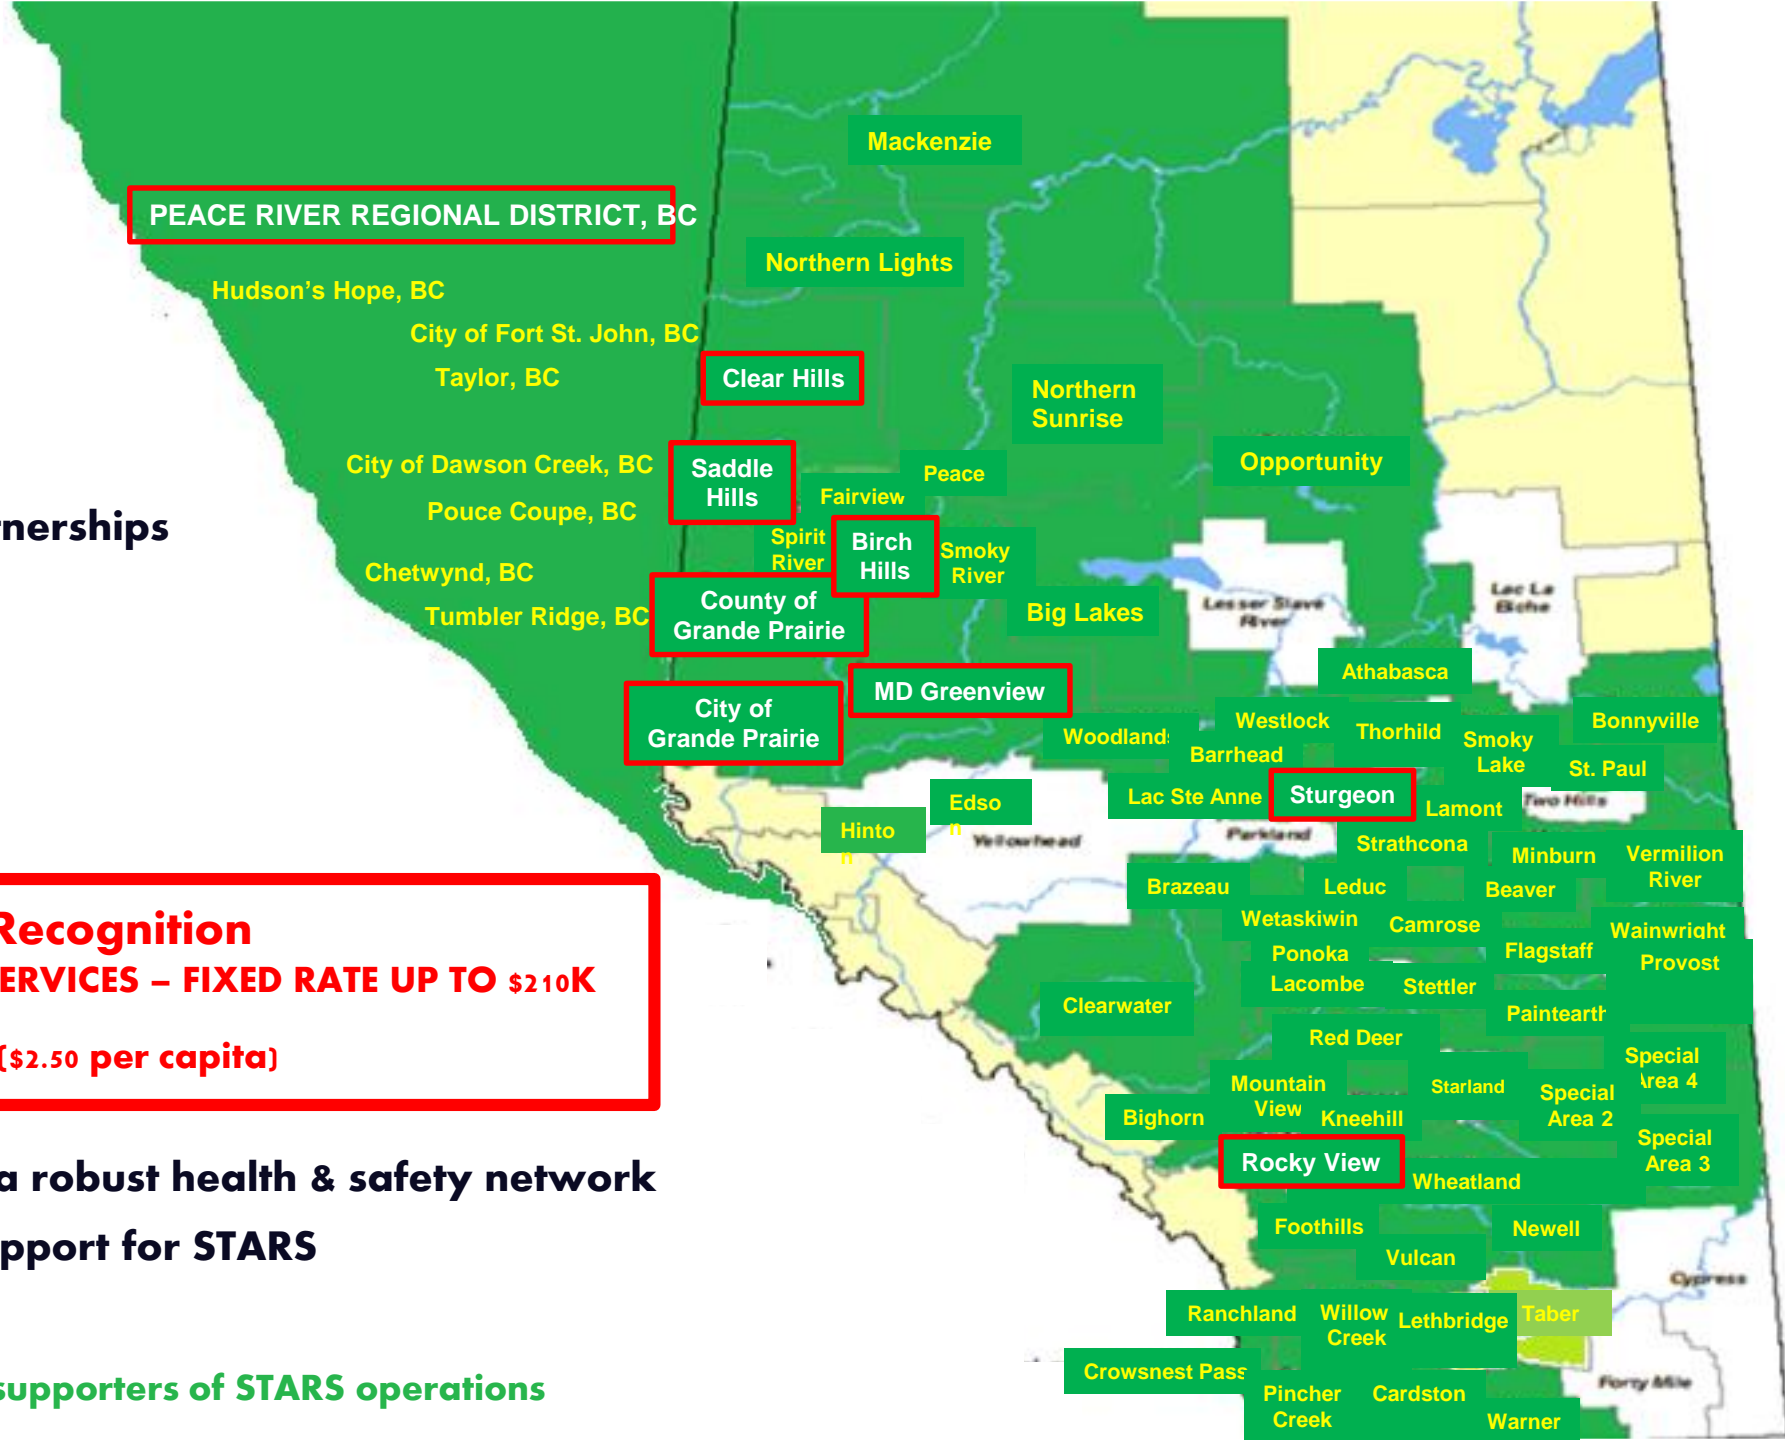 Mackenzie
PEACE RIVER REGIONAL DISTRICT, BC
Northern Lights
Hudson's Hope, BC
City of Fort St. John, BC
Taylor, BC
Clear Hills
Northern
Sunrise
City of Dawson Creek, BC
Saddle
Hills
Peace
Opportunity
Fairview
Pouce Coupe, BC
tnerships
Spirit
River
Birch
Hills
Smoky
River
Chetwynd, BC
Tumbler Ridge, BC
County of
Grande Prairie
Big Lakes
Lesser Slave
River
Lac La
Biche
Athabasca
MD Greenview
City of
Grande Prairie
Woodlands
Westlock
Barrhead
Thorhild
Smoky
Lake
Bonnyville
St. Paul
Edso
n
Hinto
n
Yellowhead
Lac Ste Anne
Sturgeon
Lamont
Two Hills
Parkland
Strathcona
Minburn
Vermilion
River
Brazeau
Leduc
Beaver
Wetaskiwin
Camrose
Wainwright
Ponoka
Flagstaff
Provost
Lacombe
Stettler
Clearwater
Paintearth
Red Deer
Recognition
ERVICES – FIXED RATE UP TO $210K
($2.50 per capita)
Special
Area 4
Mountain
View
Starland
Special
Area 2
Bighorn
Kneehill
Special
Area 3
Rocky View
Wheatland
a robust health & safety network
pport for STARS
Foothills
Newell
Vulcan
Cypress
Ranchland
Willow
Creek
Lethbridge
Taber
Crowsnest Pass
Forty Mile
supporters of STARS operations
Pincher
Creek
Cardston
Warner